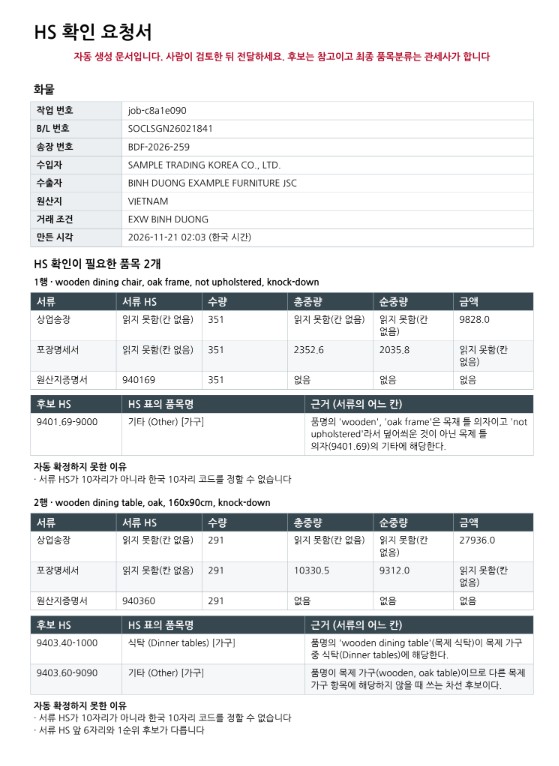 HS 확인 요청서
자동 생성 문서입니다. 사람이 검토한 뒤 전달하세요. 후보는 참고이고 최종 품목분류는 관세사가 합니다
화물
작업 번호 job-c8a1e090
B/L 번호 SOCLSGN26021841
송장 번호 BDF-2026-259
수입자 SAMPLE TRADING KOREA CO., LTD.
수출자 BINH DUONG EXAMPLE FURNITURE JSC
원산지 VIETNAM
거래 조건 EXW BINH DUONG
만든 시각 2026-11-21 02:03 (한국 시간)
HS 확인이 필요한 품목 2개
1행 · wooden dining chair, oak frame, not upholstered, knock-down
서류 서류 HS 수량 총중량 순중량 금액
상업송장 읽지 못함(칸 없음) 351 읽지 못함(칸 없음) 읽지 못함(칸 9828.0
없음)
포장명세서 읽지 못함(칸 없음) 351 2352.6 2035.8 읽지 못함(칸
없음)
원산지증명서 940169 351 없음 없음 없음
후보 HS HS 표의 품목명 근거 (서류의 어느 칸)
9401.69-9000 기타 (Other) [가구] 품명의 'wooden', 'oak frame'은 목재 틀 의자이고 'not
upholstered'라서 덮어씌운 것이 아닌 목제 틀
의자(9401.69)의 기타에 해당한다.
자동 확정하지 못한 이유
· 서류 HS가 10자리가 아니라 한국 10자리 코드를 정할 수 없습니다
2행 · wooden dining table, oak, 160x90cm, knock-down
서류 서류 HS 수량 총중량 순중량 금액
상업송장 읽지 못함(칸 없음) 291 읽지 못함(칸 없음) 읽지 못함(칸 27936.0
없음)
포장명세서 읽지 못함(칸 없음) 291 10330.5 9312.0 읽지 못함(칸
없음)
원산지증명서 940360 291 없음 없음 없음
후보 HS HS 표의 품목명 근거 (서류의 어느 칸)
9403.40-1000 식탁 (Dinner tables) [가구] 품명의 'wooden dining table'(목제 식탁)이 목제 가구
중 식탁(Dinner tables)에 해당한다.
9403.60-9090 기타 (Other) [가구] 품명이 목제 가구(wooden, oak table)이므로 다른 목제
가구 항목에 해당하지 않을 때 쓰는 차선 후보이다.
자동 확정하지 못한 이유
· 서류 HS가 10자리가 아니라 한국 10자리 코드를 정할 수 없습니다
· 서류 HS 앞 6자리와 1순위 후보가 다릅니다